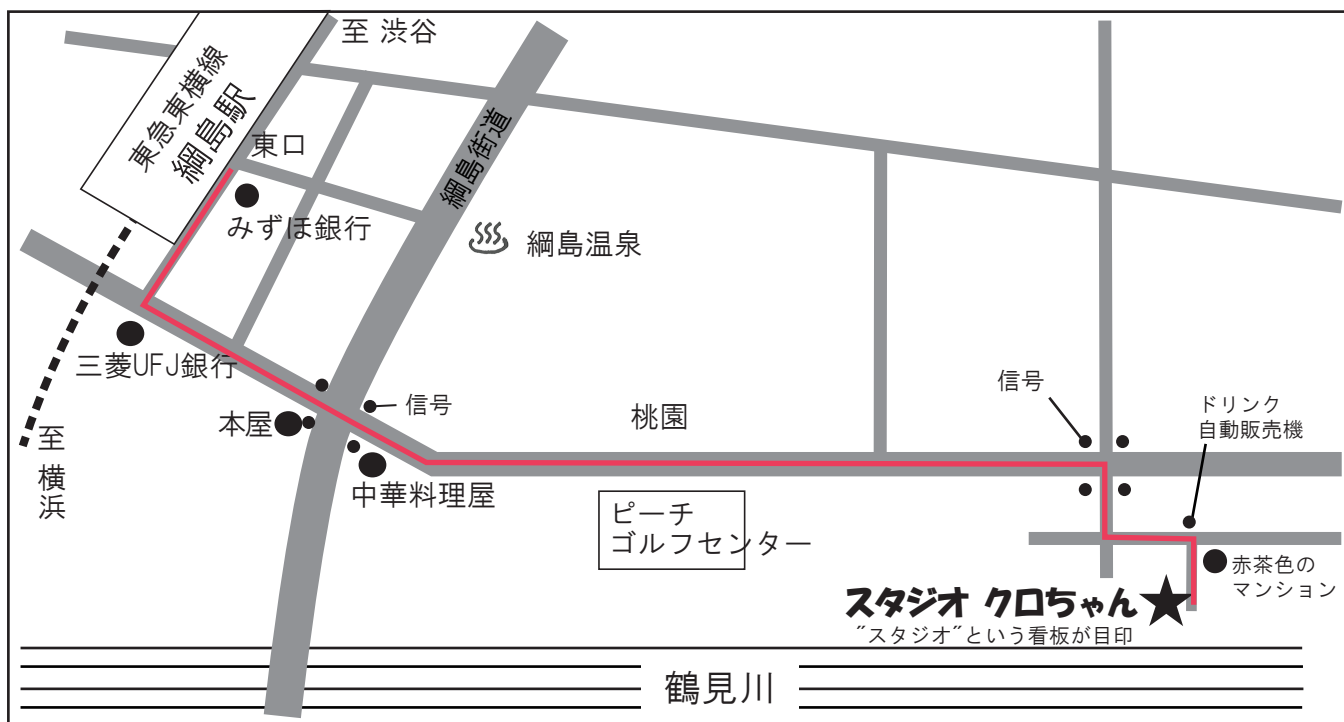 至 渋谷
東急東横線
綱島駅
東口
みずほ銀行
綱島街道
綱島温泉
三菱UFJ銀行
本屋
信号
中華料理屋
至 横浜
桃園
ピーチ
ゴルフセンター
信号
ドリンク
自動販売機
赤茶色の
マンション
スタジオ クロちゃん
"スタジオ"という看板が目印
鶴見川